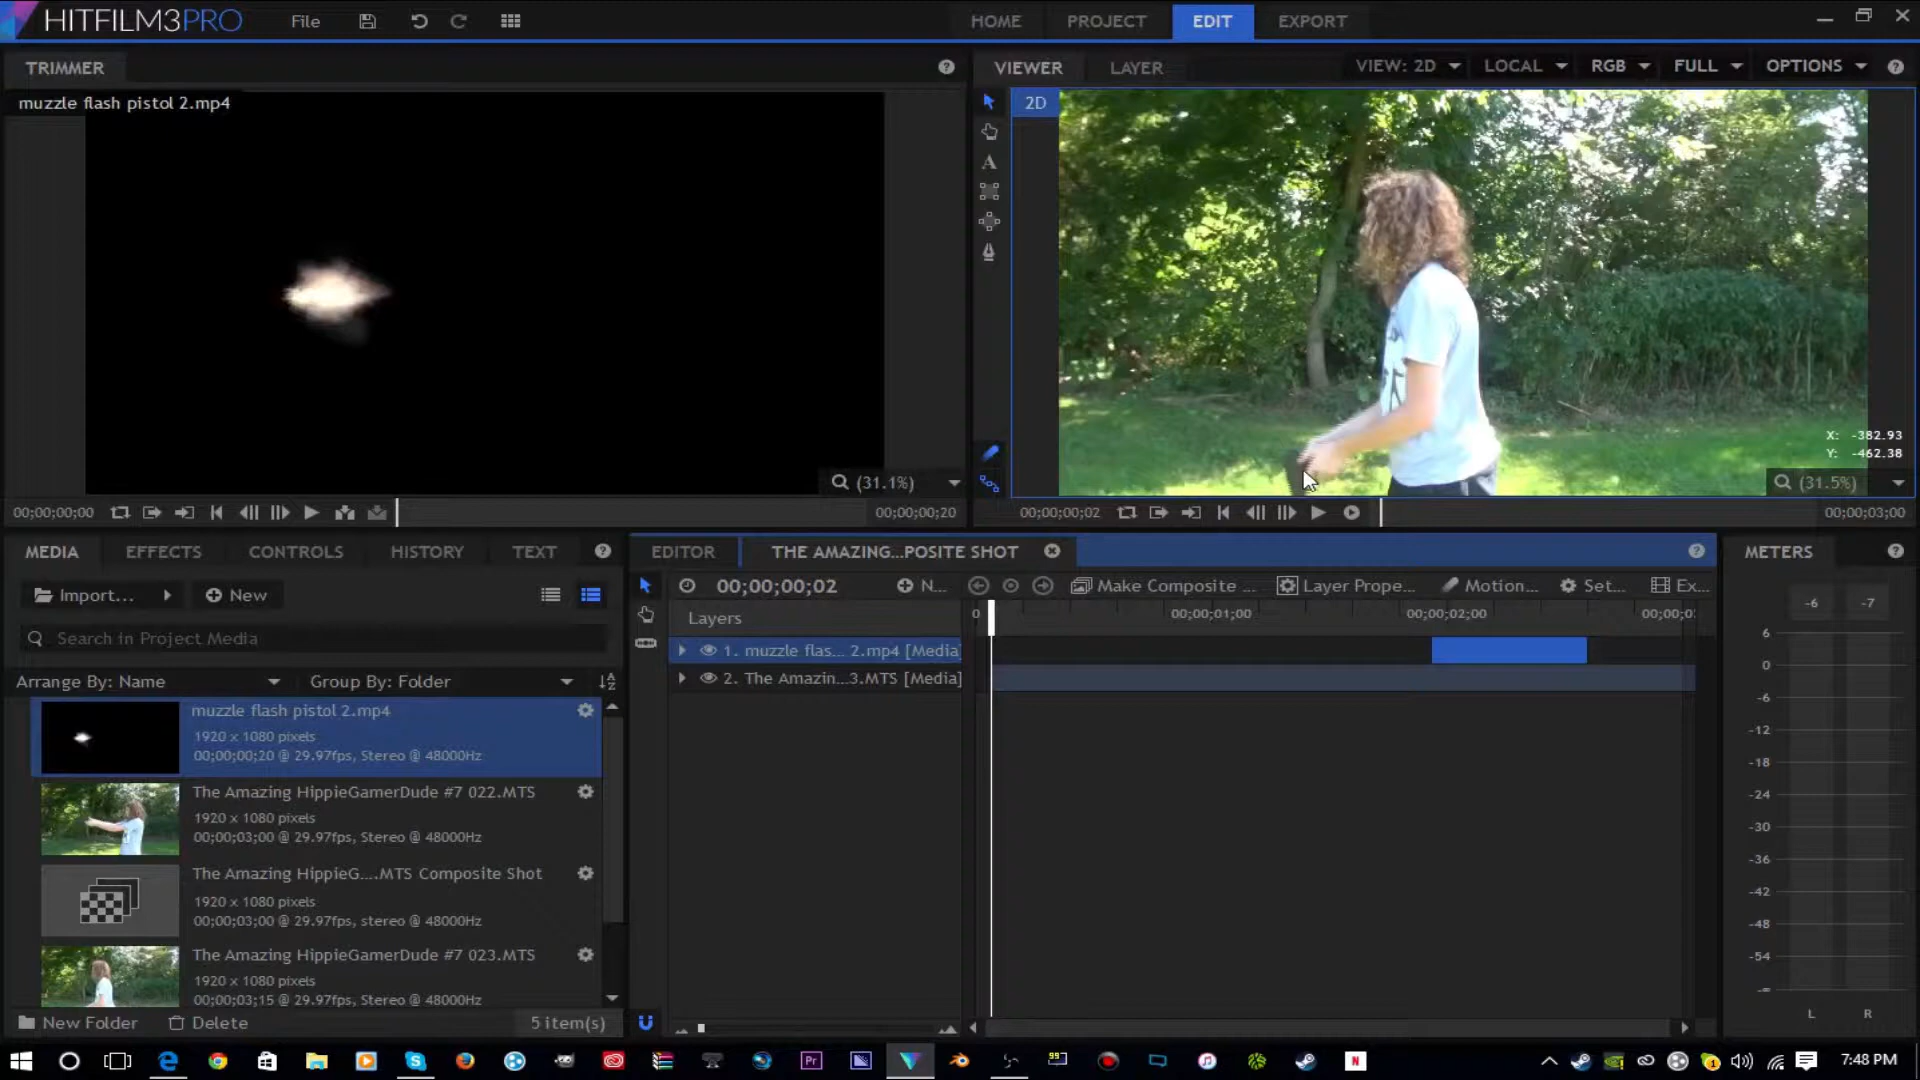 HITFILM3PRO File HOME PROJECT EDIT EXPORT
TRIMMER
VIEWER LAYER VIEW: 2D LOCAL RGB FULL OPTIONS
muzzle flash pistol 2.mp4
2D
X: -382.93
Y: -462.38
(31.1%)
(31.5%)
00;00;00;00 00;00;00;20
00;00;00;02 00;00;03;00
MEDIA EFFECTS CONTROLS HISTORY TEXT
EDITOR THE AMAZING...POSITE SHOT
METERS
Import... New
00;00;00;02 N... Make Composite ... Layer Prope... Motion... Set... Ex...
-6 -7
Layers
0 00;00;01;00 00;00;02;00 00;00;0
Search in Project Media
1. muzzle flas... 2.mp4 [Media]
2. The Amazin...3.MTS [Media]
Arrange By: Name Group By: Folder
muzzle flash pistol 2.mp4
1920 x 1080 pixels
00;00;00;20 @ 29.97fps, Stereo @ 48000Hz
The Amazing HippieGamerDude #7 022.MTS
1920 x 1080 pixels
00;00;03;00 @ 29.97fps, Stereo @ 48000Hz
The Amazing HippieG....MTS Composite Shot
1920 x 1080 pixels
00;00;03;00 @ 29.97fps, stereo @ 48000Hz
The Amazing HippieGamerDude #7 023.MTS
1920 x 1080 pixels
00;00;03;15 @ 29.97fps, Stereo @ 48000Hz
New Folder Delete 5 item(s)
6
0
-6
-12
-18
-24
-30
-36
-42
-48
-54
-∞
L R
7:48 PM